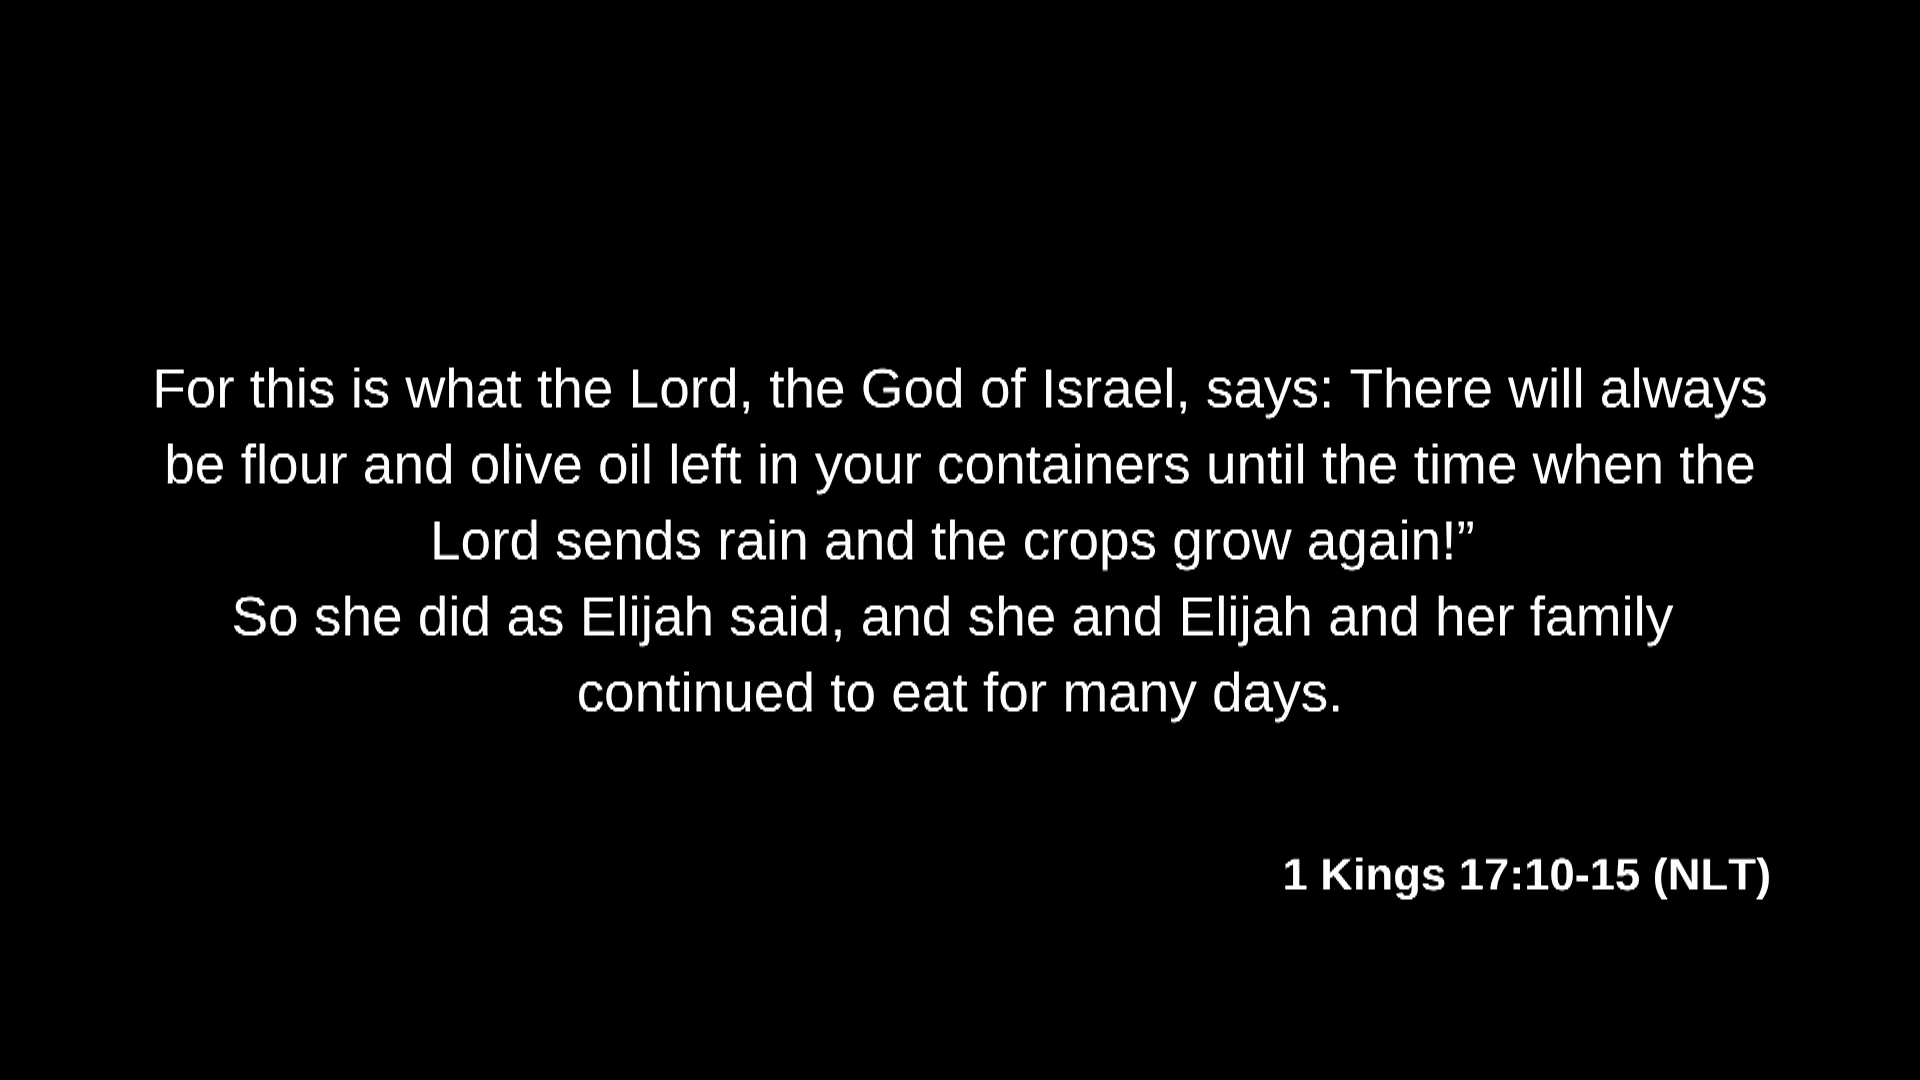 For this is what the Lord, the God of Israel, says: There will always
be flour and olive oil left in your containers until the time when the
Lord sends rain and the crops grow again!”
So she did as Elijah said, and she and Elijah and her family
continued to eat for many days.
1 Kings 17:10-15 (NLT)